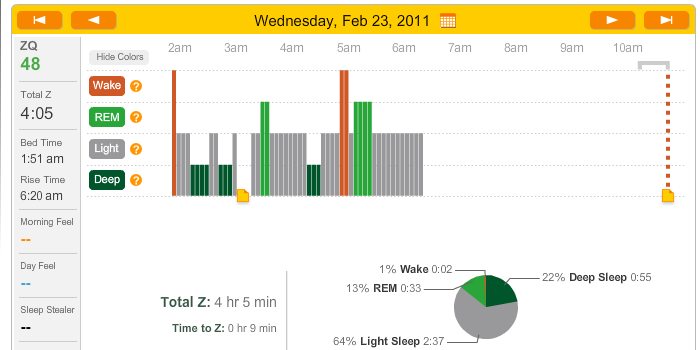 Wednesday, Feb 23, 2011
ZQ
48
Total Z
4:05
Bed Time
1:51 am
Rise Time
6:20 am
Morning Feel
--
Day Feel
--
Sleep Stealer
--
Hide Colors
2am 3am 4am 5am 6am 7am 8am 9am 10am
Wake ?
REM ?
Light ?
Deep ?
Total Z: 4 hr 5 min
Time to Z: 0 hr 9 min
1% Wake 0:02
13% REM 0:33
22% Deep Sleep 0:55
64% Light Sleep 2:37